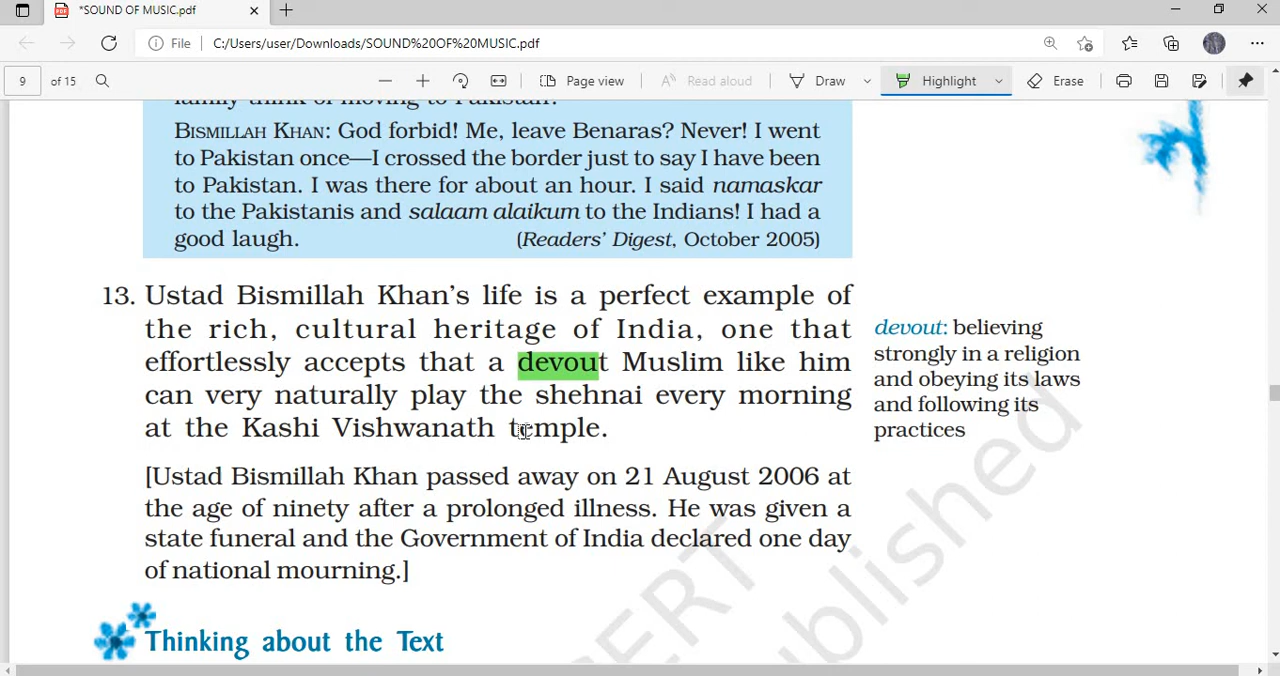 *SOUND OF MUSIC.pdf
File C:/Users/user/Downloads/SOUND%20OF%20MUSIC.pdf
9 of 15 Page view Read aloud Draw Highlight Erase
family think of moving to Pakistan?
BISMILLAH KHAN: God forbid! Me, leave Benaras? Never! I went
to Pakistan once—I crossed the border just to say I have been
to Pakistan. I was there for about an hour. I said namaskar
to the Pakistanis and salaam alaikum to the Indians! I had a
good laugh. (Readers’ Digest, October 2005)
13. Ustad Bismillah Khan’s life is a perfect example of
the rich, cultural heritage of India, one that
effortlessly accepts that a devout Muslim like him
can very naturally play the shehnai every morning
at the Kashi Vishwanath temple.
devout: believing
strongly in a religion
and obeying its laws
and following its
practices
[Ustad Bismillah Khan passed away on 21 August 2006 at
the age of ninety after a prolonged illness. He was given a
state funeral and the Government of India declared one day
of national mourning.]
Thinking about the Text